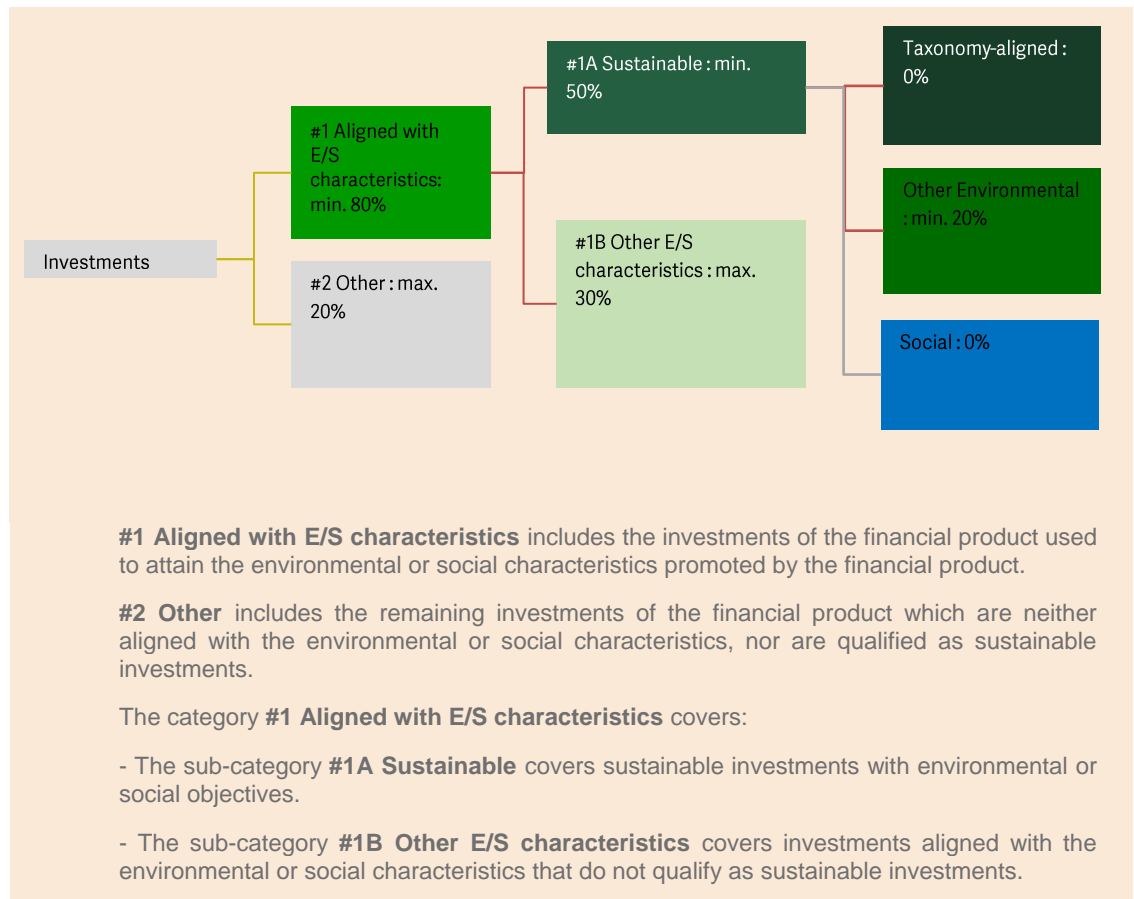 Investments
#1 Aligned with
E/S
characteristics:
min. 80%
#2 Other : max.
20%
#1A Sustainable : min.
50%
#1B Other E/S
characteristics : max.
30%
Taxonomy-aligned :
0%
Other Environmental
: min. 20%
Social : 0%
#1 Aligned with E/S characteristics includes the investments of the financial product used
to attain the environmental or social characteristics promoted by the financial product.
#2 Other includes the remaining investments of the financial product which are neither
aligned with the environmental or social characteristics, nor are qualified as sustainable
investments.
The category #1 Aligned with E/S characteristics covers:
- The sub-category #1A Sustainable covers sustainable investments with environmental or
social objectives.
- The sub-category #1B Other E/S characteristics covers investments aligned with the
environmental or social characteristics that do not qualify as sustainable investments.